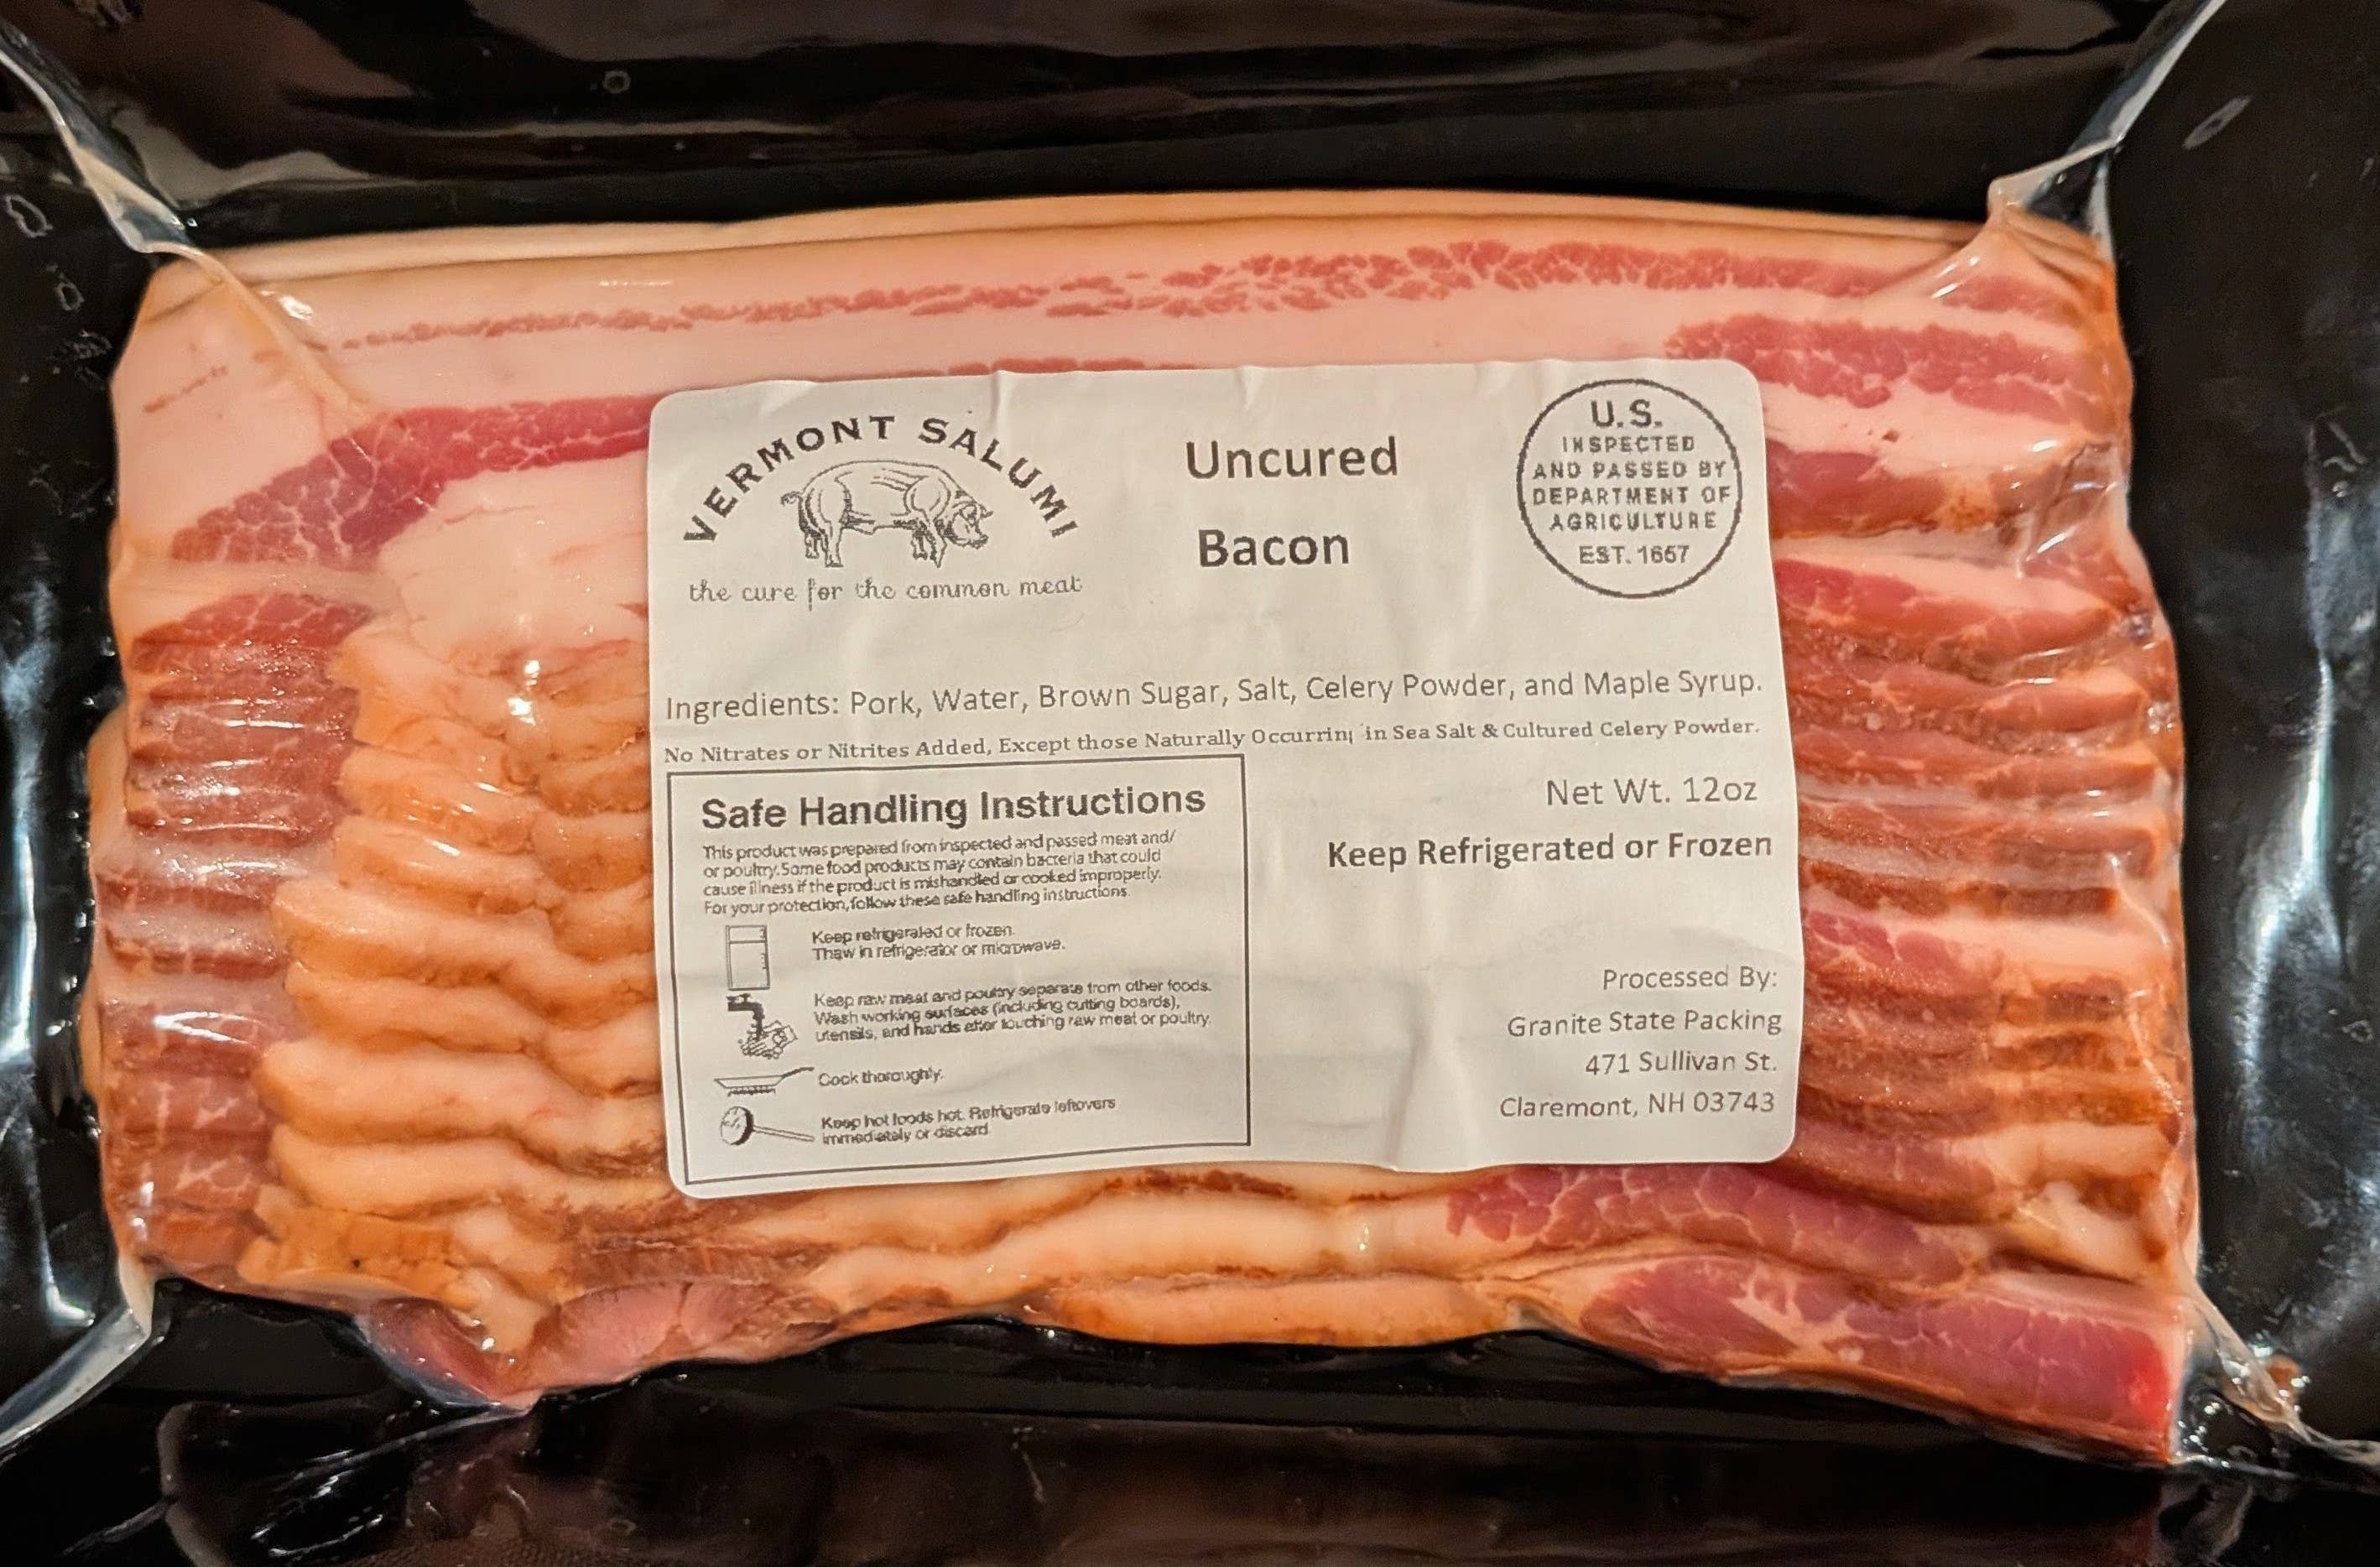 VERMONT SALUMI
the cure for the common meat
Uncured
Bacon
U.S.
INSPECTED
AND PASSED BY
DEPARTMENT OF
AGRICULTURE
EST. 1657
Ingredients: Pork, Water, Brown Sugar, Salt, Celery Powder, and Maple Syrup.
No Nitrates or Nitrites Added, Except those Naturally Occurring in Sea Salt & Cultured Celery Powder.
Safe Handling Instructions
This product was prepared from inspected and passed meat and/
or poultry. Some food products may contain bacteria that could
cause illness if the product is mishandled or cooked improperly.
For your protection, follow these safe handling instructions.
Keep refrigerated or frozen.
Thaw in refrigerator or microwave.
Keep raw meat and poultry separate from other foods.
Wash working surfaces (including cutting boards),
utensils, and hands after touching raw meat or poultry.
Cook thoroughly.
Keep hot foods hot. Refrigerate leftovers
immediately or discard.
Net Wt. 12oz
Keep Refrigerated or Frozen
Processed By:
Granite State Packing
471 Sullivan St.
Claremont, NH 03743